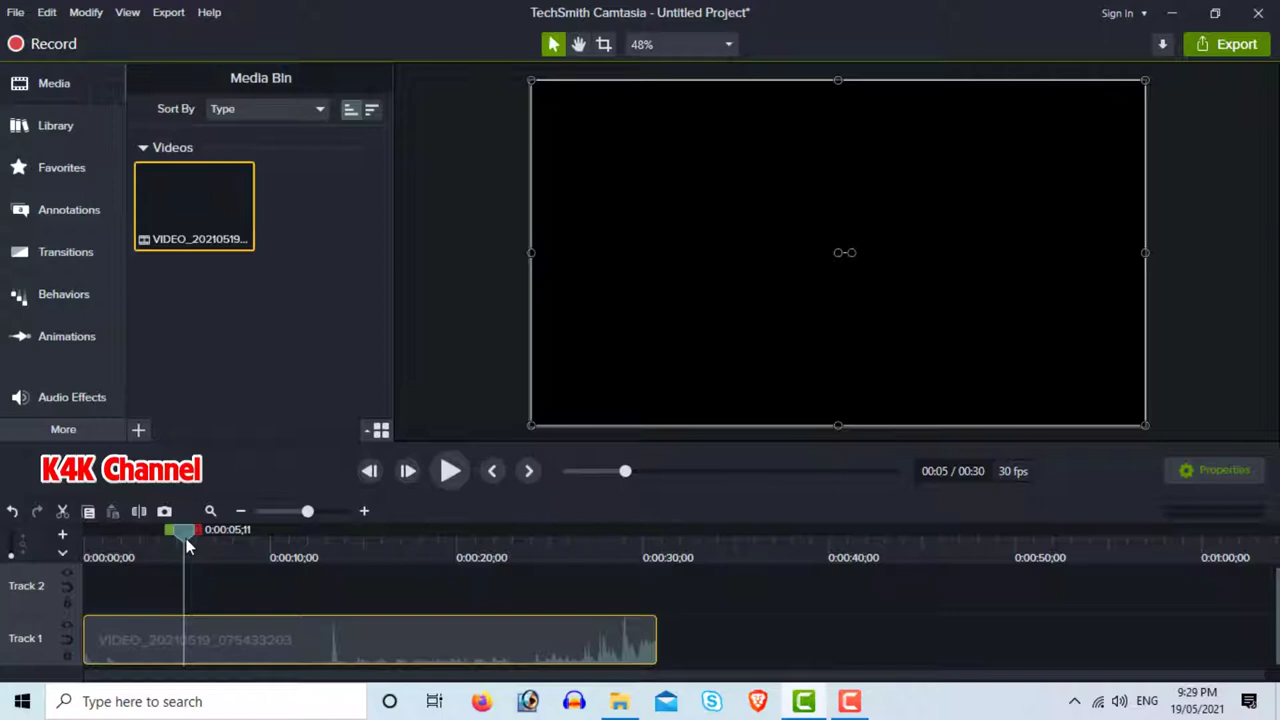 File Edit Modify View Export Help
TechSmith Camtasia - Untitled Project*
Sign In
Record
48%
Export
Media
Library
Favorites
Annotations
Transitions
Behaviors
Animations
Audio Effects
More
Media Bin
Sort By Type
Videos
VIDEO_20210519...
K4K Channel
00:05 / 00:30 30 fps
Properties
0:00:05;11
0:00:00;00 0:00:10;00 0:00:20;00 0:00:30;00 0:00:40;00 0:00:50;00 0:01:00;00
Track 2
Track 1
VIDEO_20210519_075433203
Type here to search
ENG
9:29 PM
19/05/2021